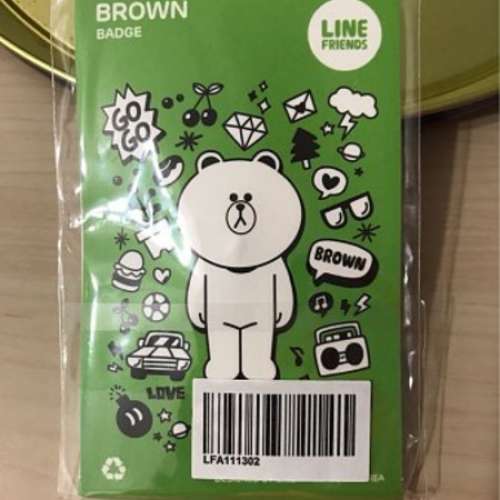 BROWN
BADGE
LINE
FRIENDS
GO
GO
BROWN
LOVE
LFA111302